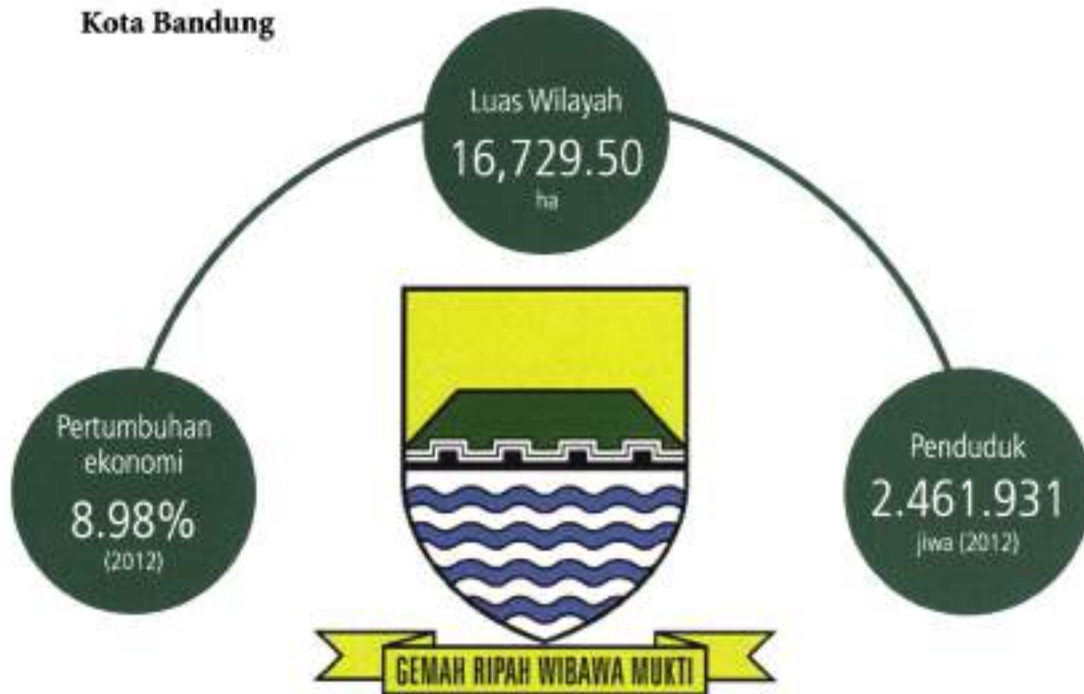 Kota Bandung
Luas Wilayah
16,729.50
ha
Pertumbuhan
ekonomi
8.98%
(2012)
Penduduk
2.461.931
jiwa (2012)
GEMAH RIPAH WIBAWA MUKTI